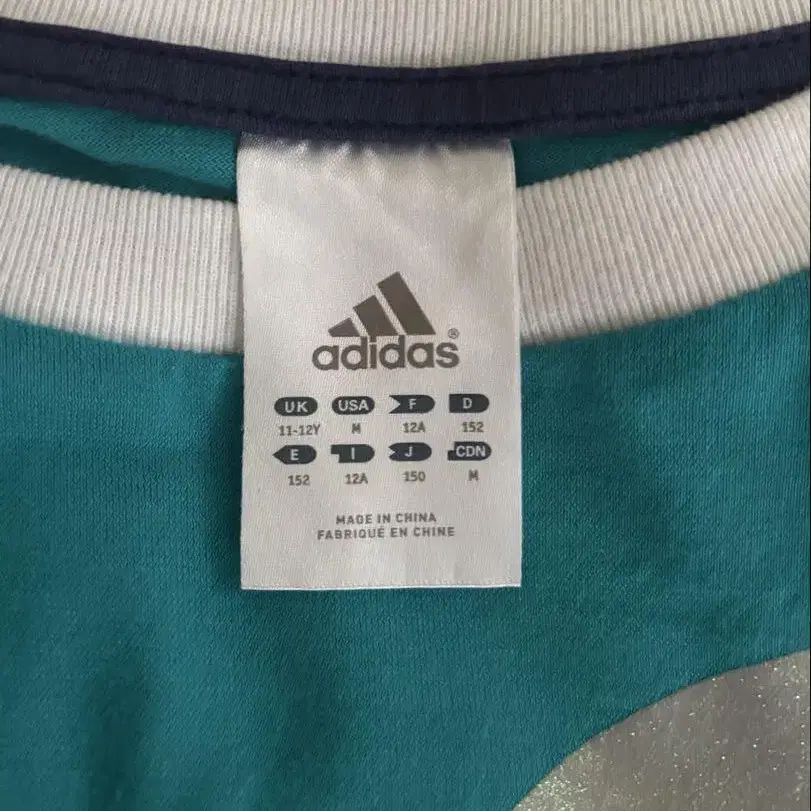 adidas®
UK USA F D
11-12Y M 12A 152
E I J CDN
152 12A 150 M
MADE IN CHINA
FABRIQUÉ EN CHINE